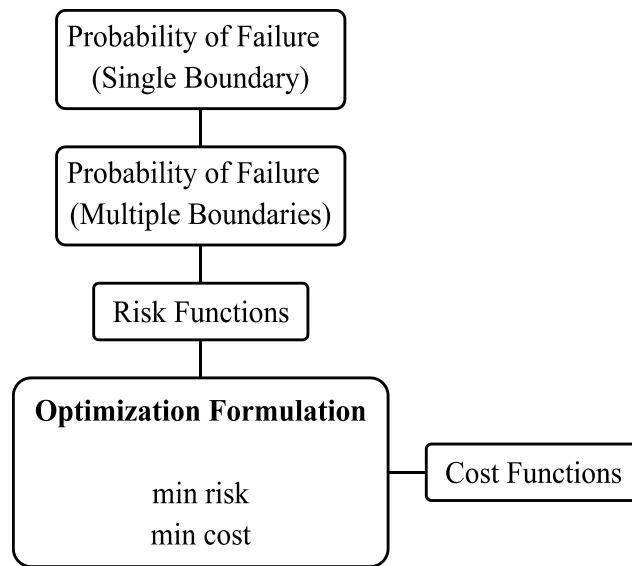 Probability of Failure
(Single Boundary)
Probability of Failure
(Multiple Boundaries)
Risk Functions
Optimization Formulation
min risk
min cost
Cost Functions